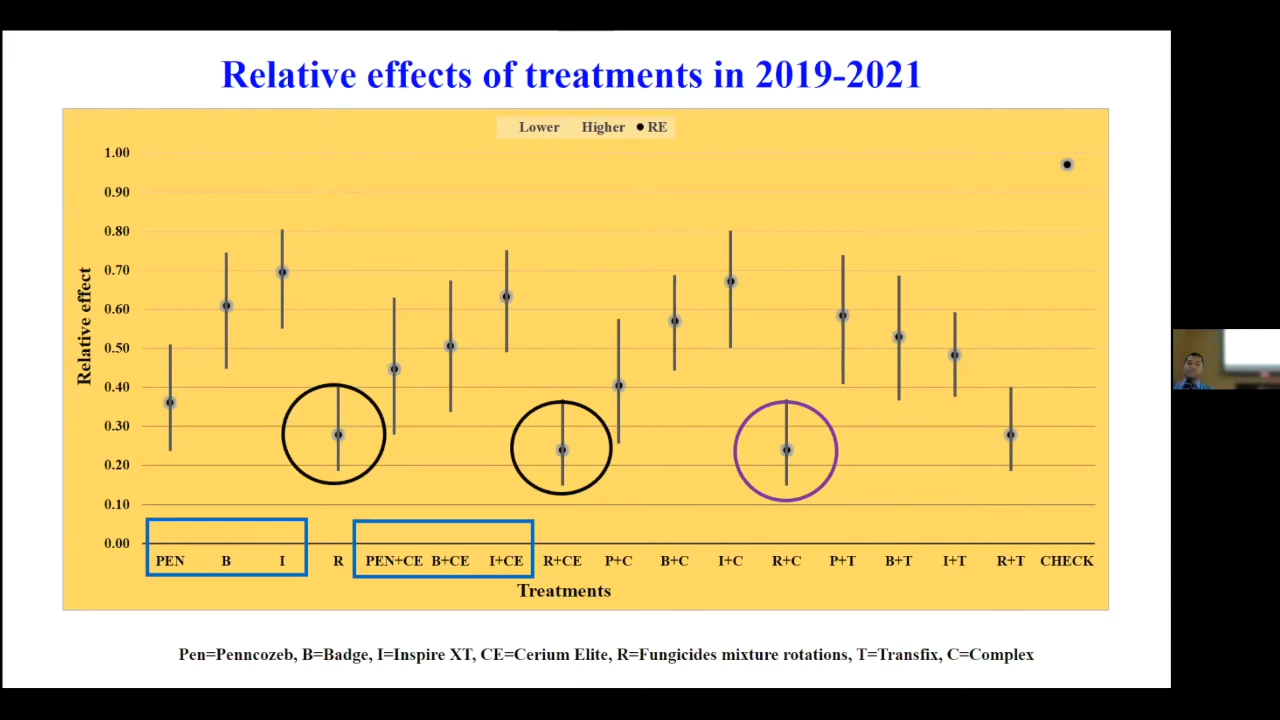 Relative effects of treatments in 2019-2021
Lower Higher RE
1.00
0.90
0.80
0.70
0.60
0.50
0.40
0.30
0.20
0.10
0.00
Relative effect
PEN B I R PEN+CE B+CE I+CE R+CE P+C B+C I+C R+C P+T B+T I+T R+T CHECK
Treatments
Pen=Penncozeb, B=Badge, I=Inspire XT, CE=Cerium Elite, R=Fungicides mixture rotations, T=Transfix, C=Complex